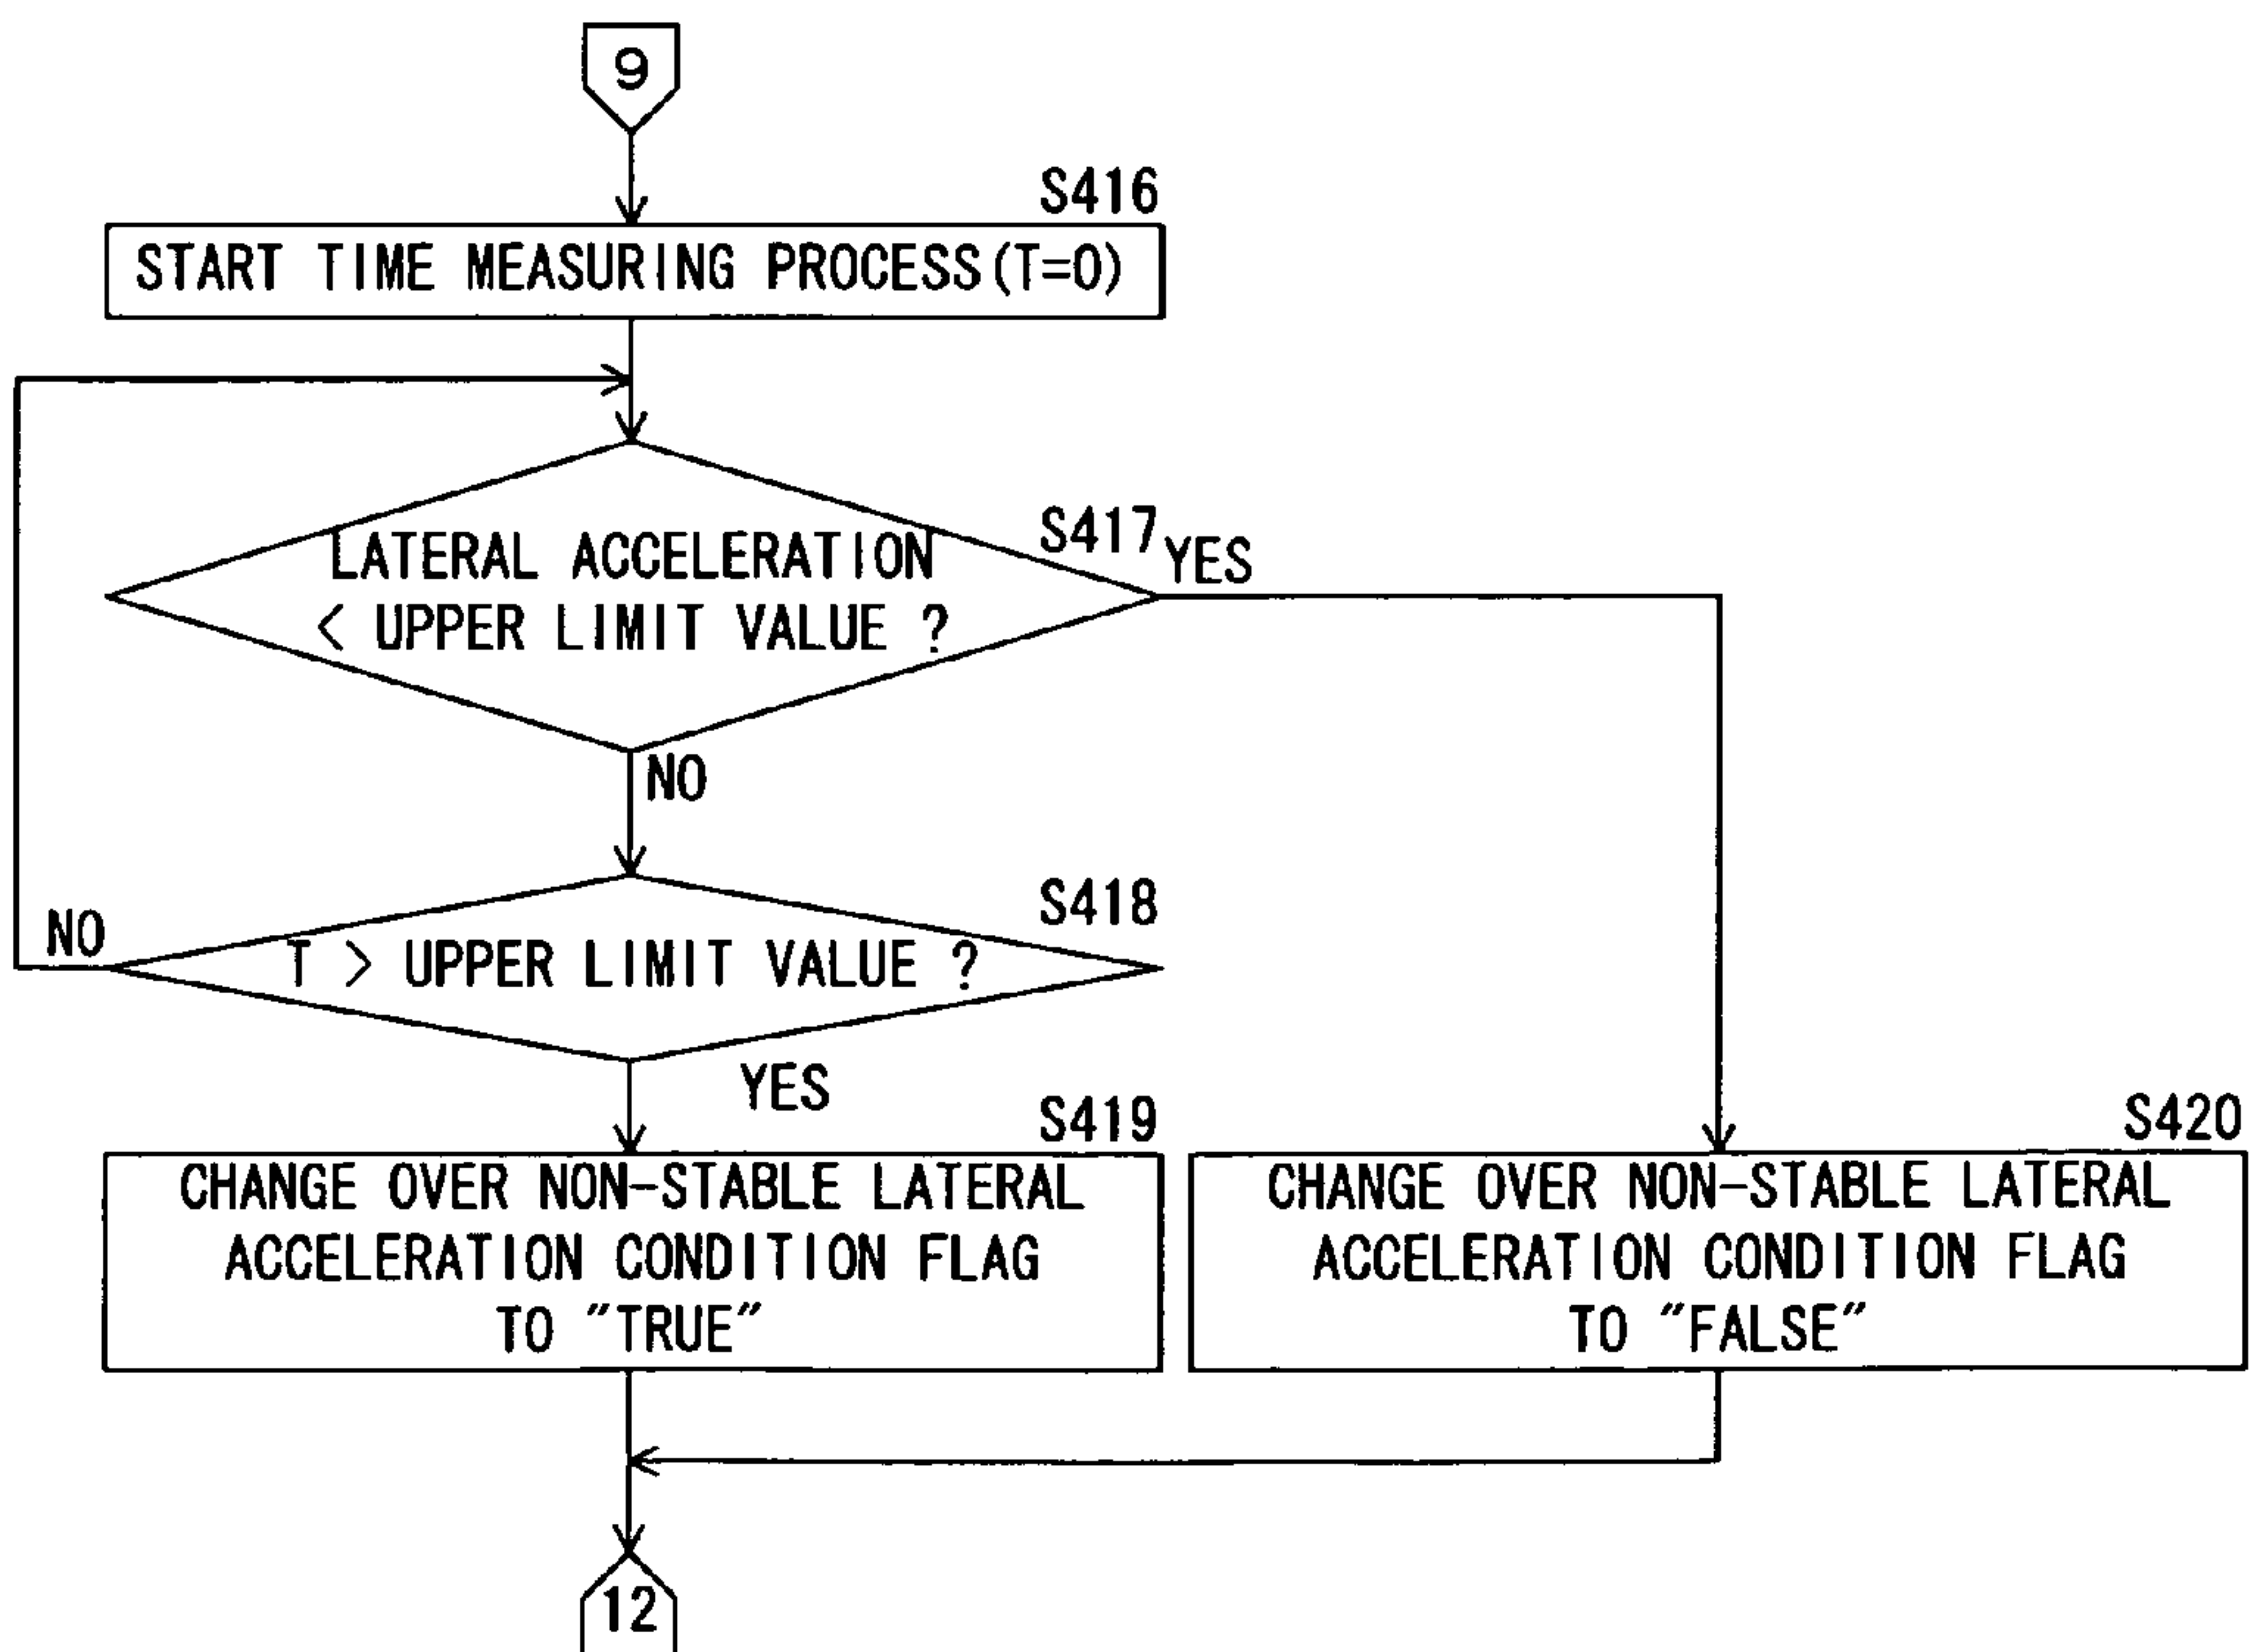 9
S416
START TIME MEASURING PROCESS(T=0)
S417
YES
LATERAL ACCELERATION
< UPPER LIMIT VALUE ?
NO
S418
NO
T > UPPER LIMIT VALUE ?
YES
S419
CHANGE OVER NON-STABLE LATERAL
ACCELERATION CONDITION FLAG
TO "TRUE"
S420
CHANGE OVER NON-STABLE LATERAL
ACCELERATION CONDITION FLAG
TO "FALSE"
12